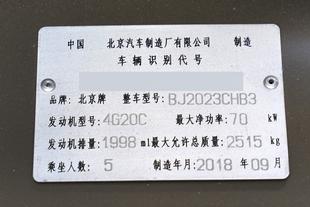 中国 北京汽车制造厂有限公司 制造
车辆识别代号
品牌：北京牌 整车型号：BJ2023CHB3
发动机型号：4G20C 最大净功率：70 kW
发动机排量：1998 ml 最大允许总质量：2515 kg
乘坐人数：5 制造年月：2018 年 09 月